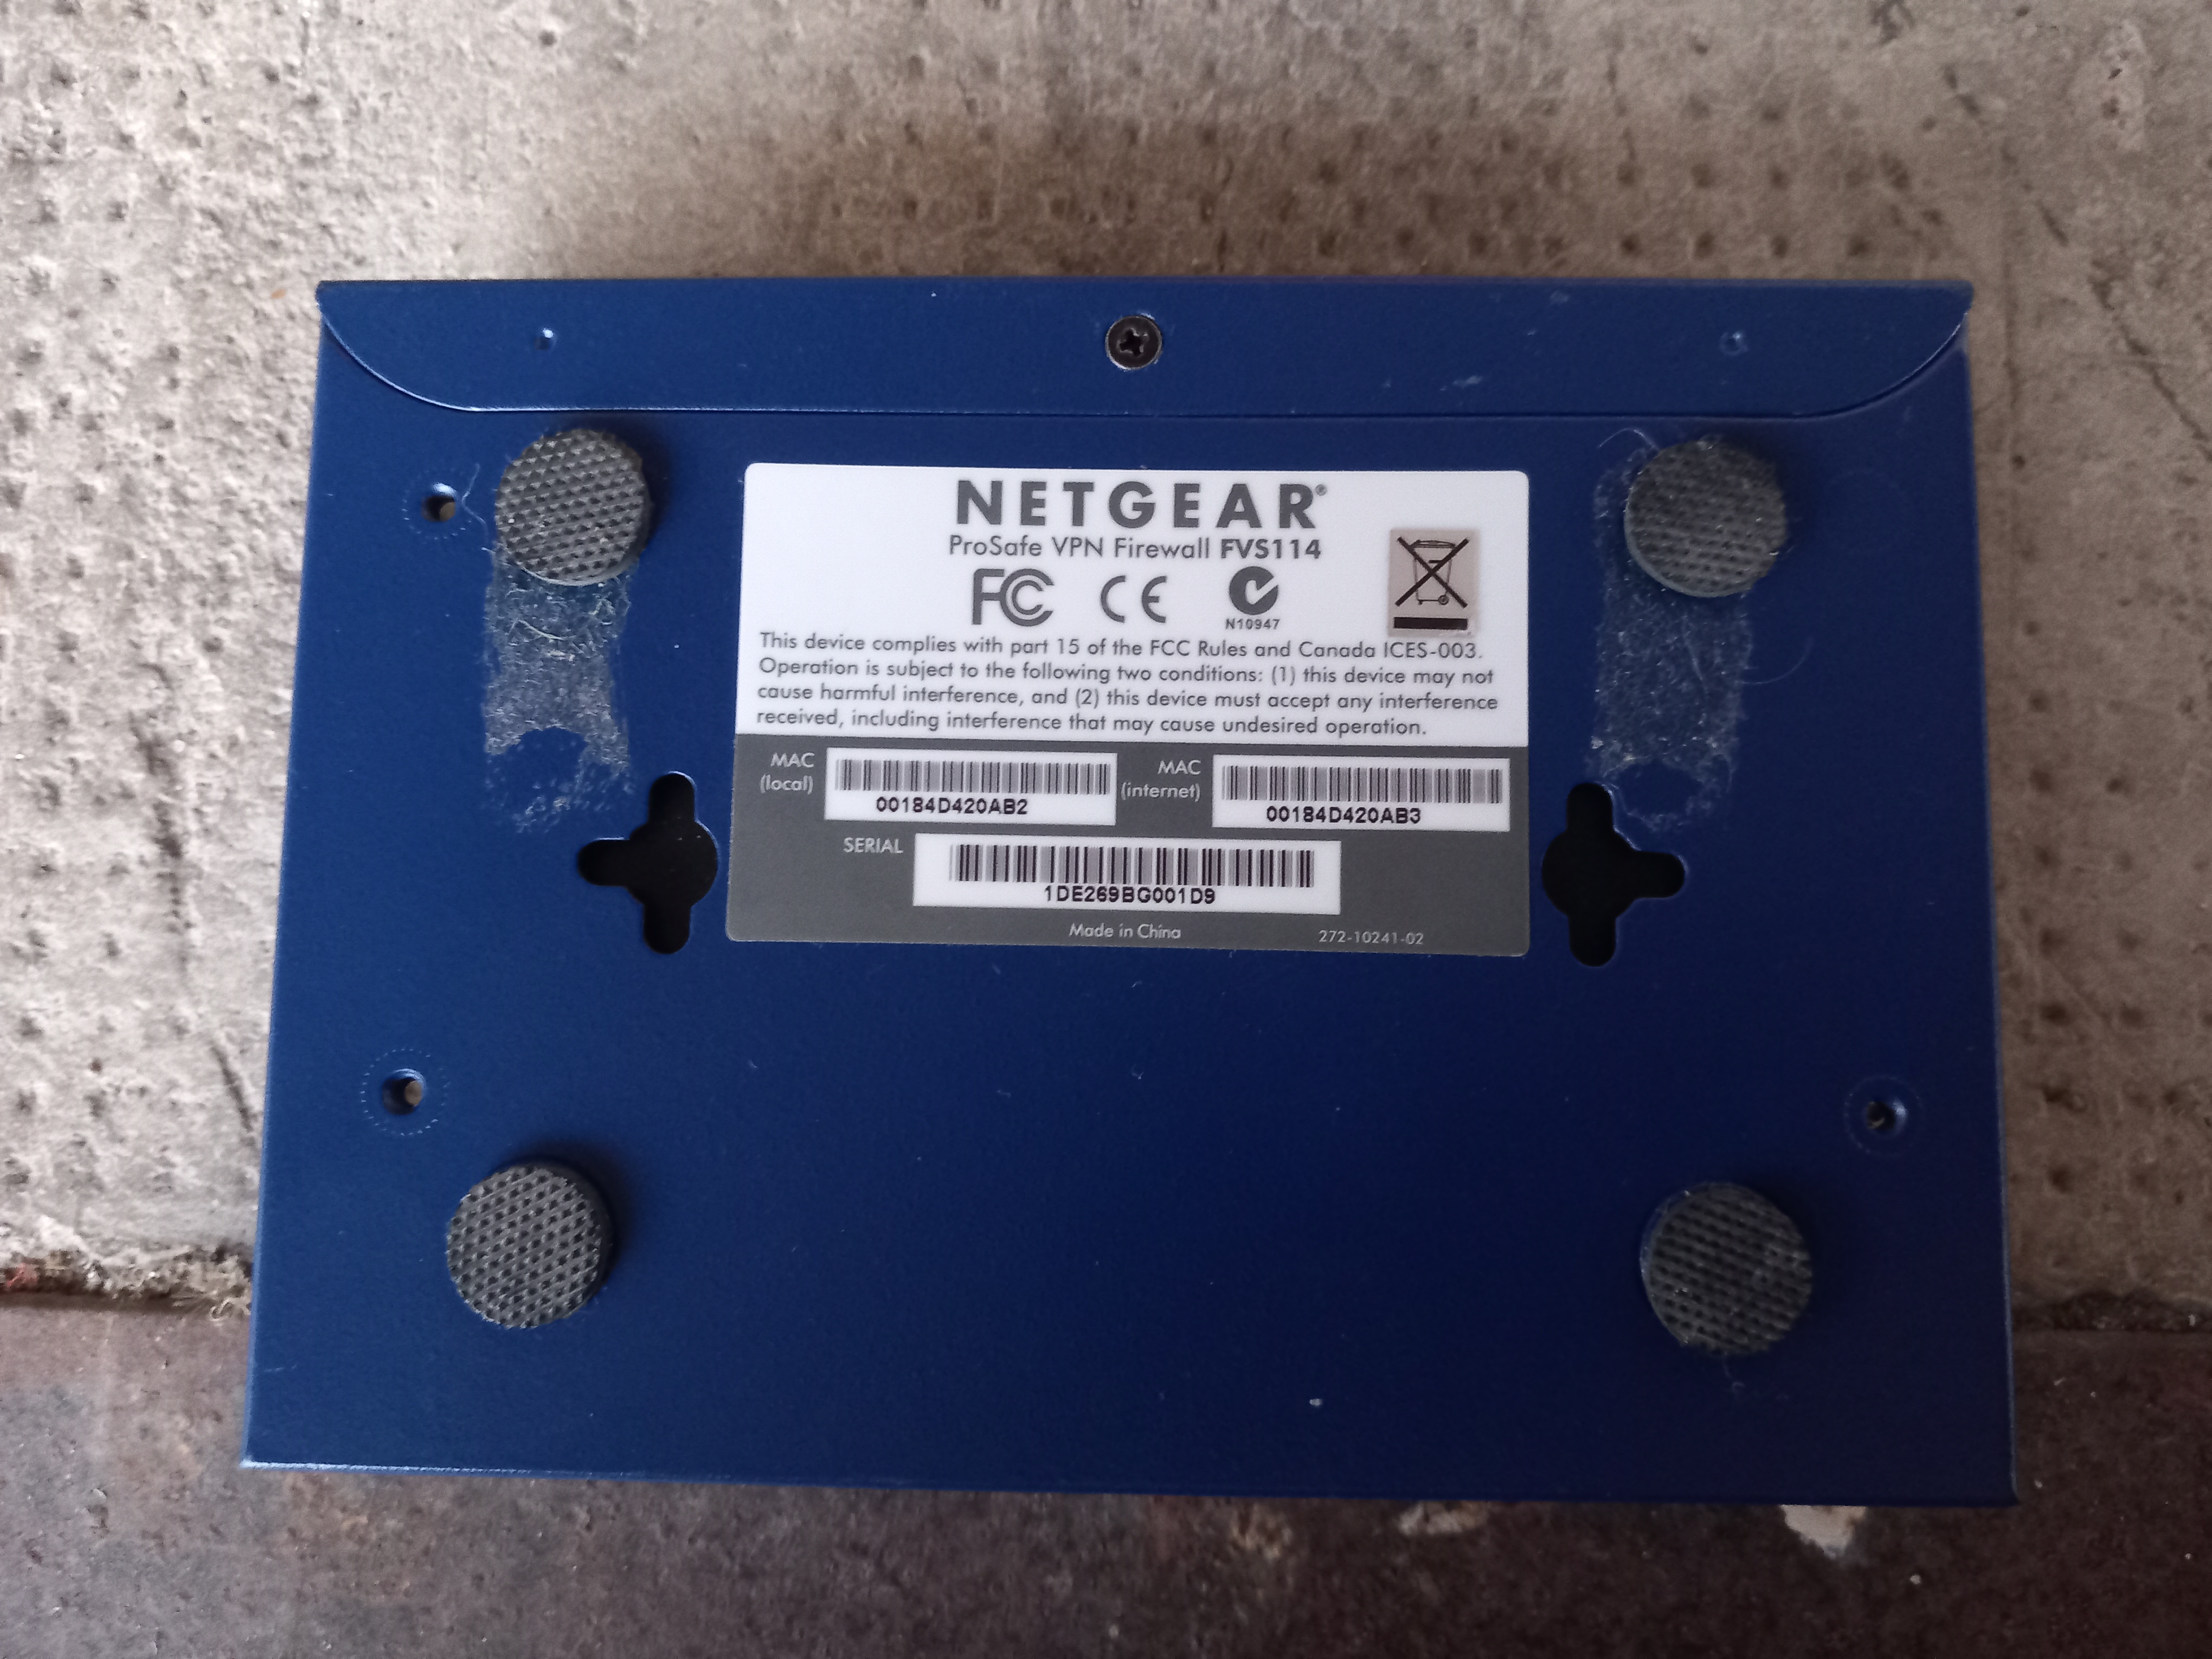 NETGEAR®
ProSafe VPN Firewall FVS114
FC CE
N10947
This device complies with part 15 of the FCC Rules and Canada ICES-003.
Operation is subject to the following two conditions: (1) this device may not
cause harmful interference, and (2) this device must accept any interference
received, including interference that may cause undesired operation.
MAC
(local)
00184D420AB2
MAC
(internet)
00184D420AB3
SERIAL
1DE269BG001D9
Made in China
272-10241-02